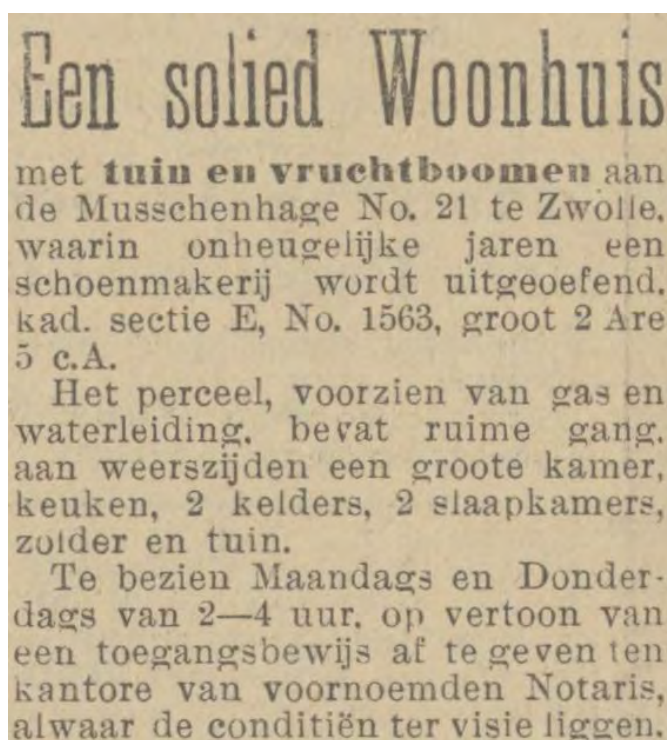 Een solied Woonhuis
met tuin en vruchtboomen aan
de Musschenhage No. 21 te Zwolle.
waarin onheugelijke jaren een
schoenmakerij wordt uitgeoefend.
kad. sectie E, No. 1563, groot 2 Are
5 c.A.
Het perceel, voorzien van gas en
waterleiding, bevat ruime gang,
aan weerszijden een groote kamer,
keuken, 2 kelders, 2 slaapkamers,
zolder en tuin.
Te bezien Maandags en Donder-
dags van 2—4 uur, op vertoon van
een toegangsbewijs af te geven ten
kantore van voornoemden Notaris,
alwaar de conditiën ter visie liggen.